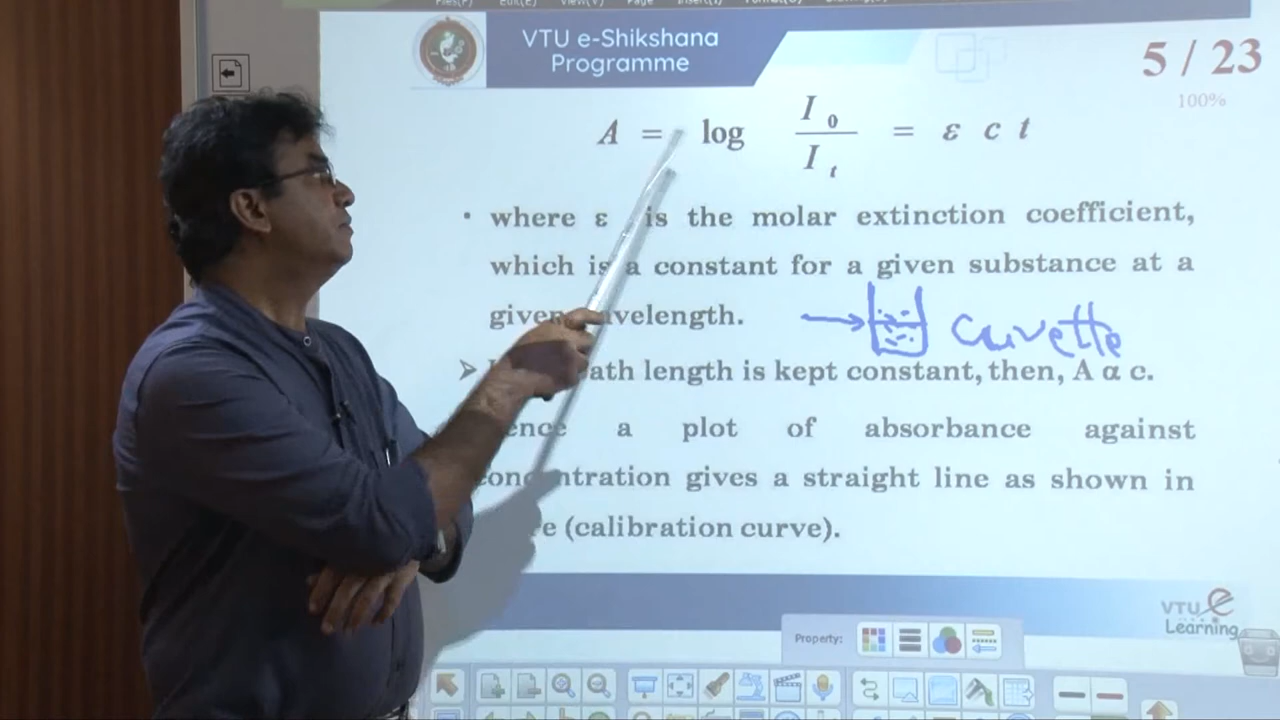 VTU e-Shikshana
Programme
5 / 23
100%
A = log I0 / It = ε c t
where ε is the molar extinction coefficient,
which is a constant for a given substance at a
given wavelength.
cuvette
path length is kept constant, then, A α c.
a plot of absorbance against
concentration gives a straight line as shown in
(calibration curve).
VTU
Learning
Property: